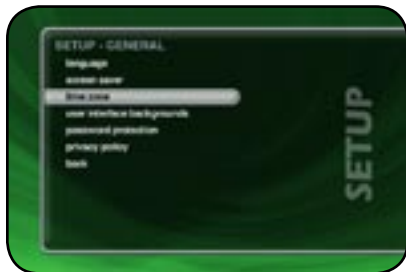 SETUP - GENERAL
language
screen saver
time zone
user interface backgrounds
password protection
privacy policy
back
SETUP